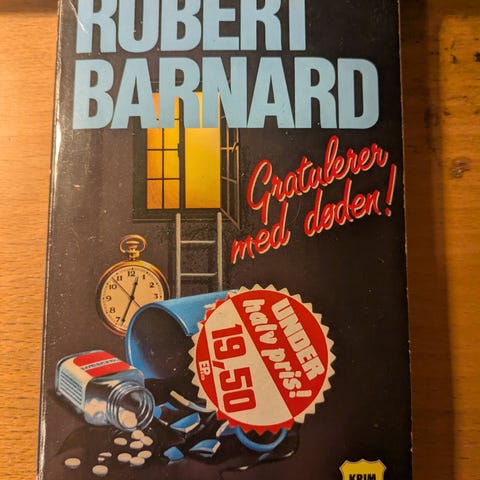 ROBERT
BARNARD
Gratulerer
med døden!
UNDER
halv pris!
19,50
KRIM